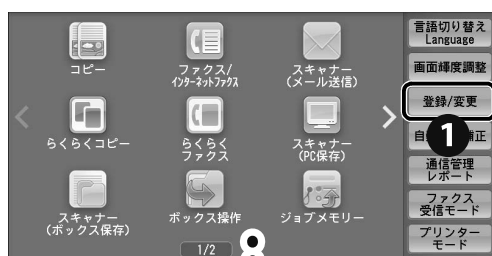 コピー
ファクス/
インターネットファクス
スキャナー
(メール送信)
らくらくコピー
らくらく
ファクス
スキャナー
(PC保存)
スキャナー
(ボックス保存)
ボックス操作
ジョブメモリー
1/2
言語切り替え
Language
画面輝度調整
登録/変更
1
通信管理
レポート
ファクス
受信モード
プリンター
モード